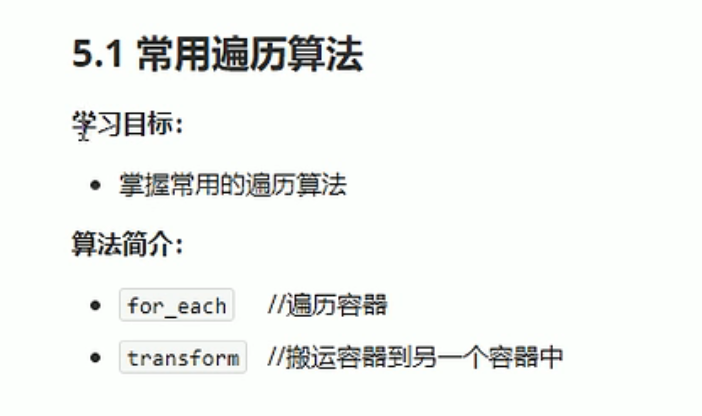 5.1 常用遍历算法
学习目标：
掌握常用的遍历算法
算法简介：
for_each //遍历容器
transform //搬运容器到另一个容器中